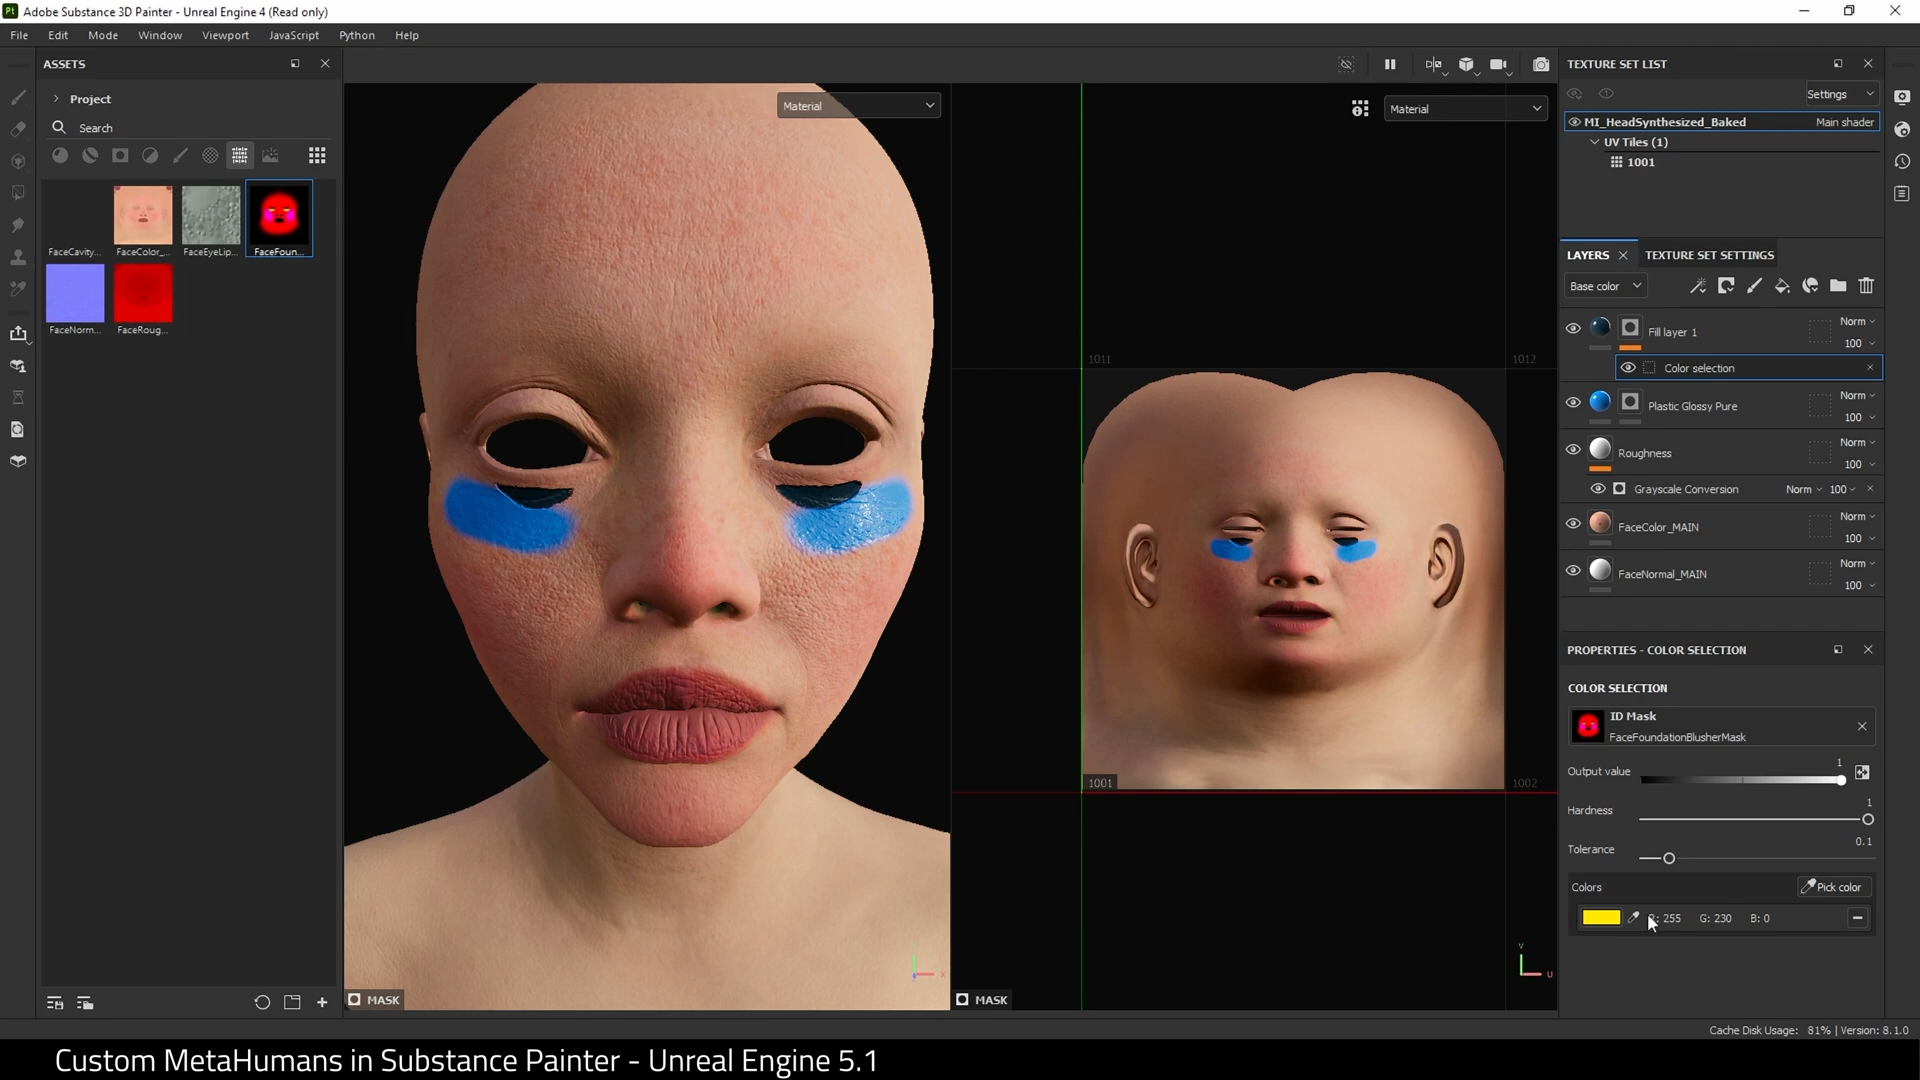 Adobe Substance 3D Painter - Unreal Engine 4 (Read only)
File Edit Mode Window Viewport JavaScript Python Help
ASSETS
Project
Search
FaceCavity... FaceColor_... FaceEyeLip... FaceFoun...
FaceNorm... FaceRoug...
Material
Material
1011
1012
1001
1002
V
U
X
MASK
MASK
TEXTURE SET LIST
Settings
MI_HeadSynthesized_Baked Main shader
UV Tiles (1)
1001
LAYERS TEXTURE SET SETTINGS
Base color
Fill layer 1 Norm
100
Color selection
Plastic Glossy Pure Norm
100
Roughness Norm
100
Grayscale Conversion Norm 100
FaceColor_MAIN Norm
100
FaceNormal_MAIN Norm
100
PROPERTIES - COLOR SELECTION
COLOR SELECTION
ID Mask
FaceFoundationBlusherMask
Output value 1
Hardness 1
Tolerance 0.1
Colors Pick color
: 255 G: 230 B: 0
Cache Disk Usage: 81% | Version: 8.1.0
Custom MetaHumans in Substance Painter - Unreal Engine 5.1